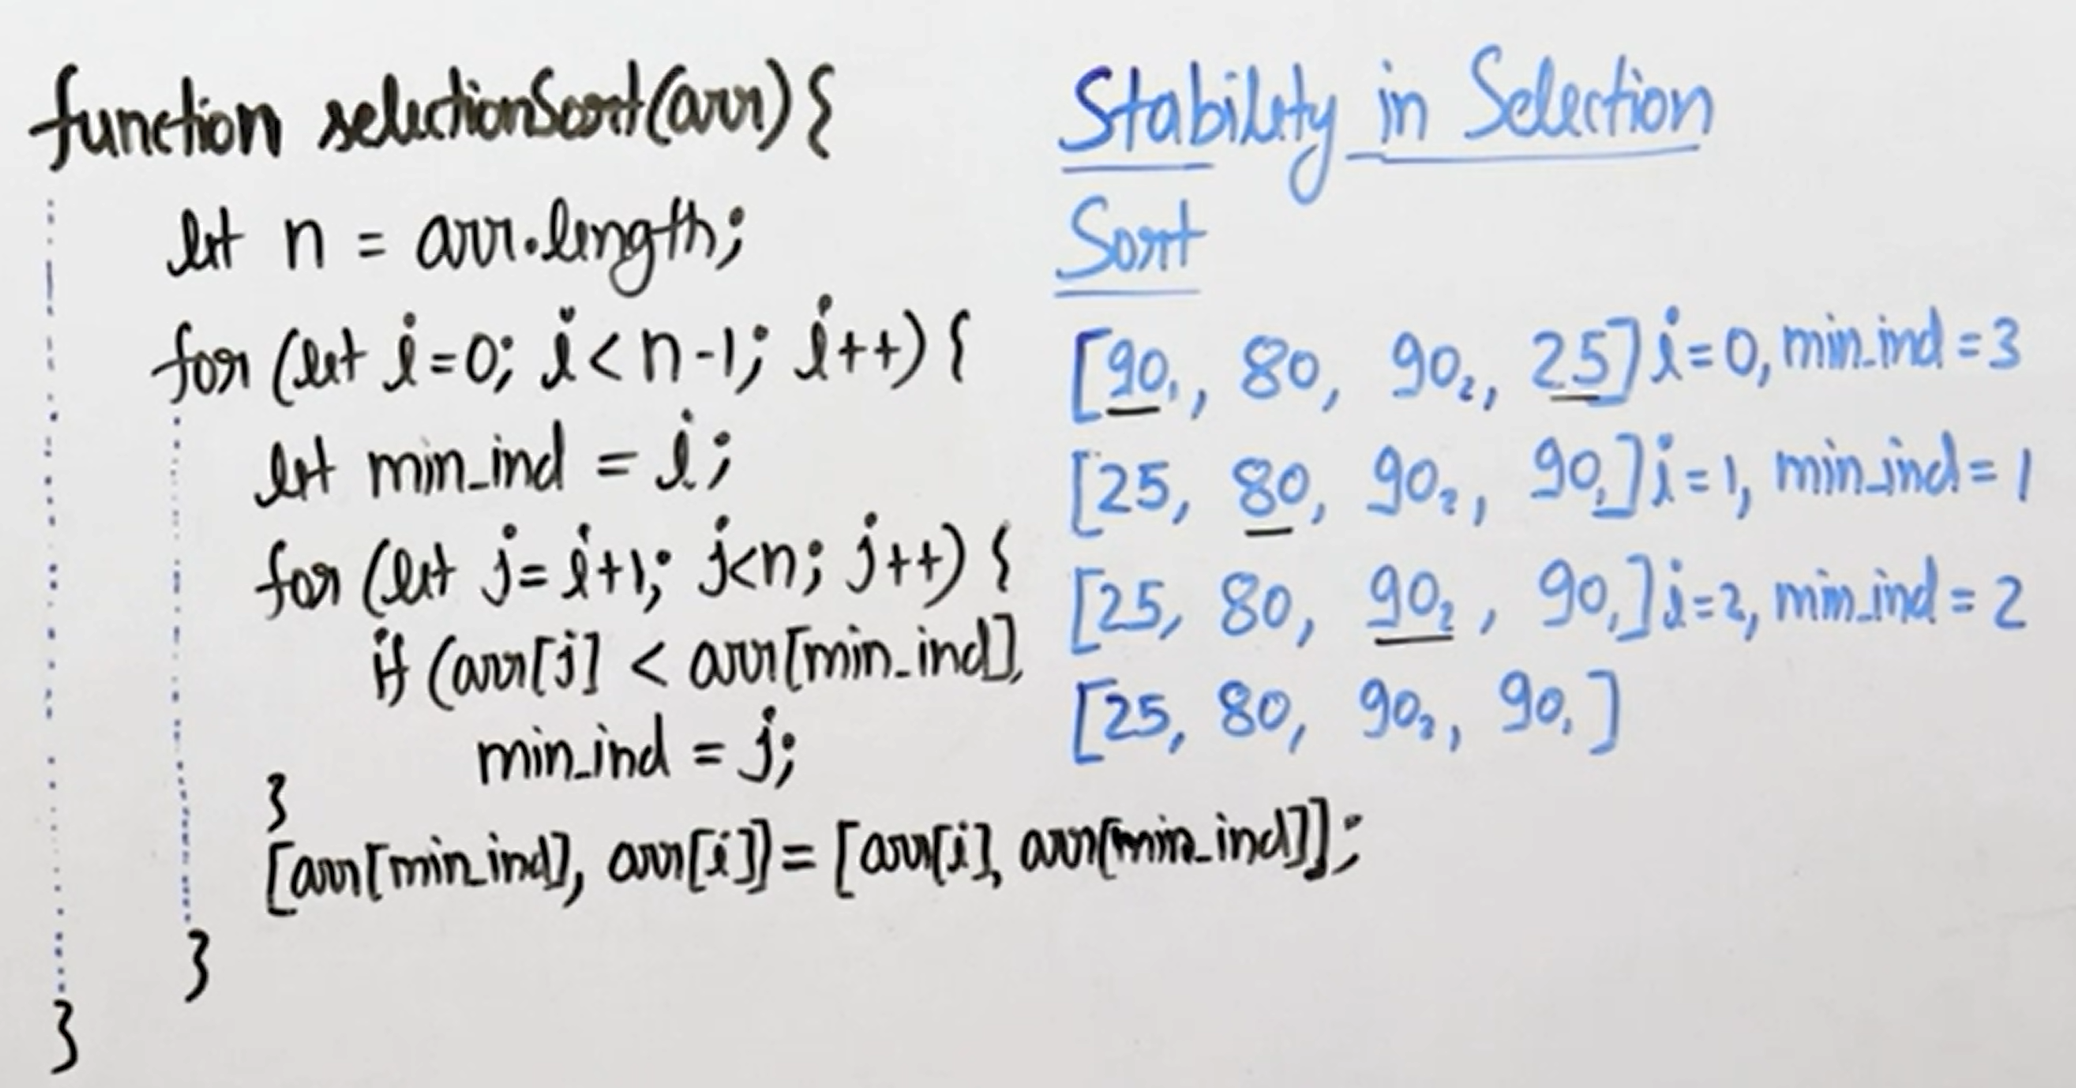 function selectionSort(arr){
let n = arr.length;
for (let i=0; i<n-1; i++) {
let min_ind = i;
for (let j=i+1; j<n; j++) {
if (arr[j] < arr[min_ind],
min_ind = j;
}
[arr[min_ind], arr[i]] = [arr[i], arr[min_ind]];
}
}
Stability in Selection
Sort
[90₁, 80, 90₂, 25] i=0, min_ind = 3
[25, 80, 90₂, 90₁] i=1, min_ind = 1
[25, 80, 90₂, 90₁] i=2, min_ind = 2
[25, 80, 90₂, 90₁]